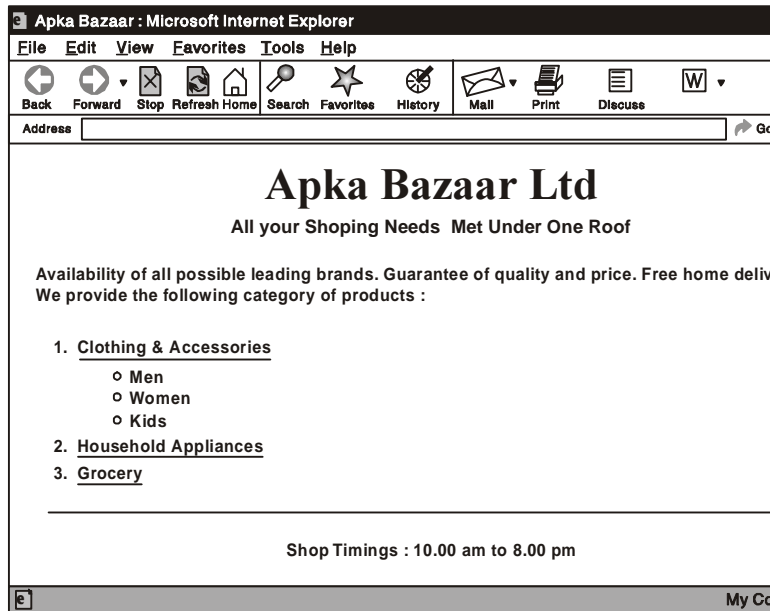 Apka Bazaar : Microsoft Internet Explorer
File Edit View Favorites Tools Help
Back Forward Stop Refresh Home Search Favorites History Mail Print Discuss
W
Address Go
Apka Bazaar Ltd
All your Shoping Needs Met Under One Roof
Availability of all possible leading brands. Guarantee of quality and price. Free home deliv
We provide the following category of products :
1. Clothing & Accessories
Men
Women
Kids
2. Household Appliances
3. Grocery
Shop Timings : 10.00 am to 8.00 pm
My Co